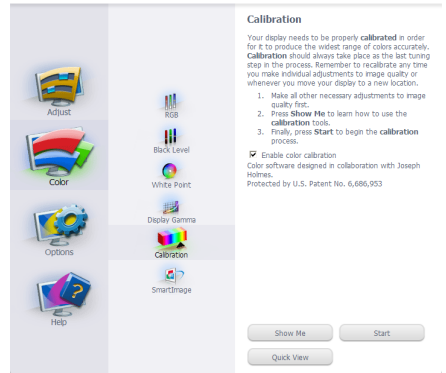 Calibration
Your display needs to be properly calibrated in order
for it to produce the widest range of colors accurately.
Calibration should always take place as the last tuning
step in the process. Remember to recalibrate any time
you make individual adjustments to image quality or
whenever you move your display to a new location.
1. Make all other necessary adjustments to image
quality first.
2. Press Show Me to learn how to use the
calibration tools.
3. Finally, press Start to begin the calibration
process.
Enable color calibration
Color software designed in collaboration with Joseph
Holmes.
Protected by U.S. Patent No. 6,686,953
Adjust
Color
Options
Help
RGB
Black Level
White Point
Display Gamma
Calibration
SmartImage
Show Me
Start
Quick View